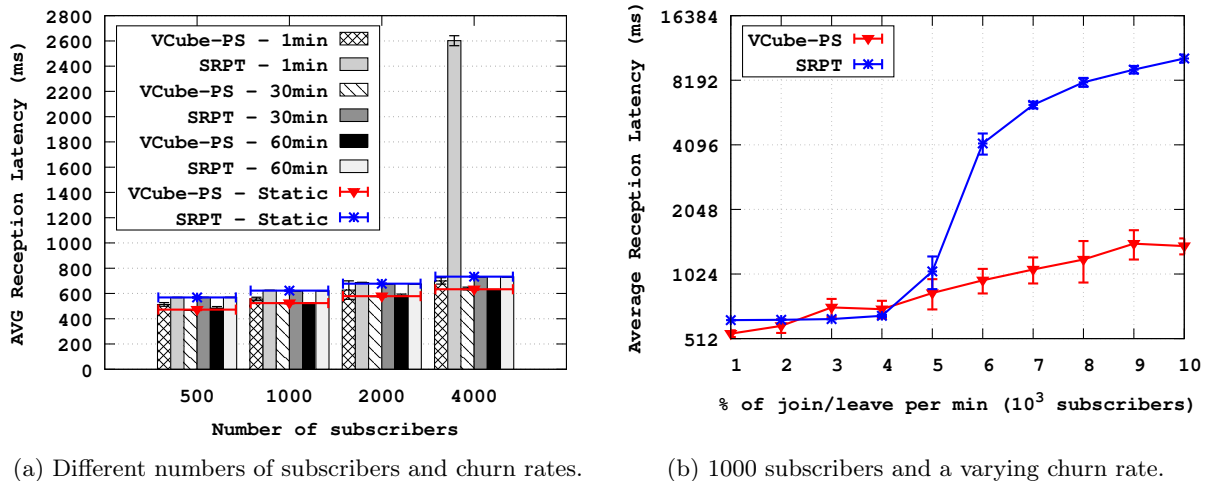 2800
2600
2400
2200
2000
1800
1600
1400
1200
1000
800
600
400
200
0
AVG Reception Latency (ms)
VCube-PS - 1min
SRPT - 1min
VCube-PS - 30min
SRPT - 30min
VCube-PS - 60min
SRPT - 60min
VCube-PS - Static
SRPT - Static
500 1000 2000 4000
Number of subscribers
(a) Different numbers of subscribers and churn rates.
16384
8192
4096
2048
1024
512
Average Reception Latency (ms)
VCube-PS
SRPT
1 2 3 4 5 6 7 8 9 10
% of join/leave per min (10³ subscribers)
(b) 1000 subscribers and a varying churn rate.